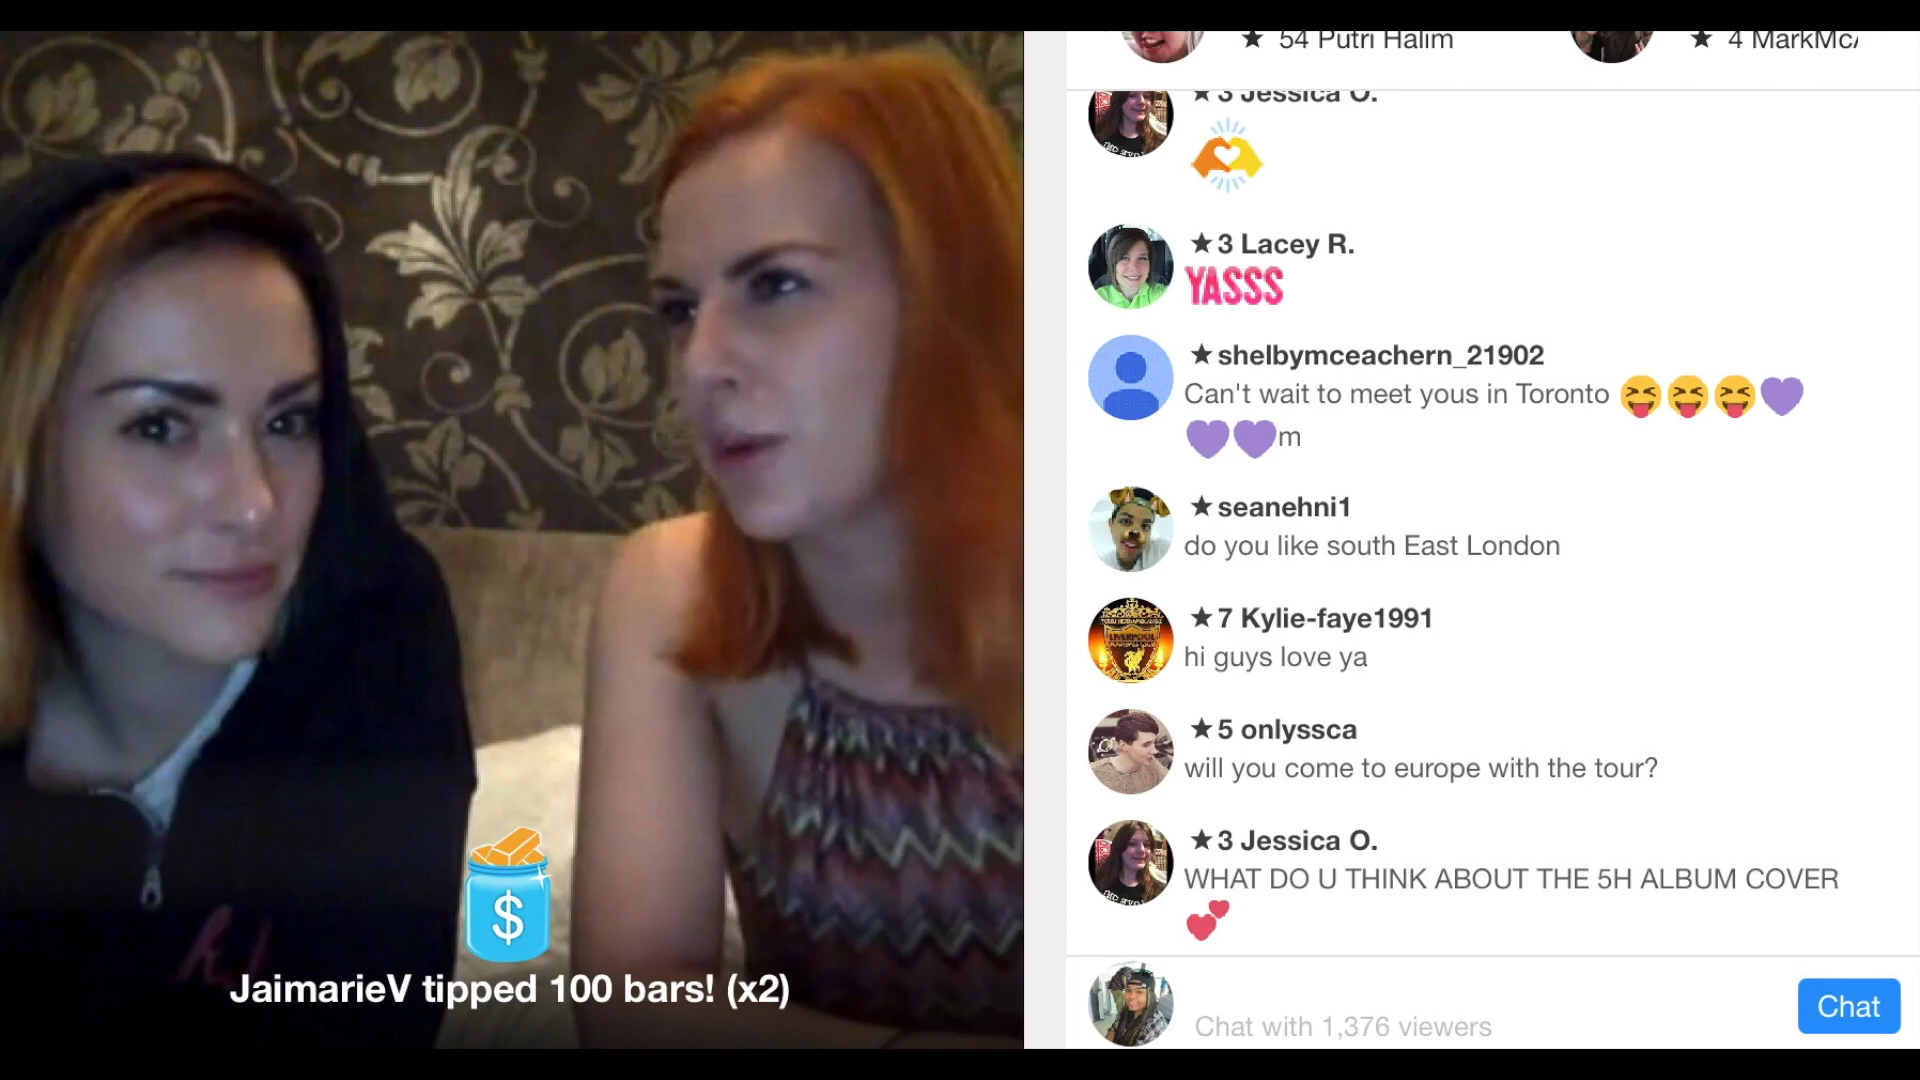 ★ 54 Putri Halim
★ 4 MarkMc
★ 3 Jessica O.
★ 3 Lacey R.
YASSS
★ shelbymceachern_21902
Can't wait to meet yous in Toronto 😝😝😝💜
💜💜m
★ seanehni1
do you like south East London
★ 7 Kylie-faye1991
hi guys love ya
★ 5 onlyssca
will you come to europe with the tour?
★ 3 Jessica O.
WHAT DO U THINK ABOUT THE 5H ALBUM COVER
💕
Chat with 1,376 viewers
Chat
$
JaimarieV tipped 100 bars! (x2)